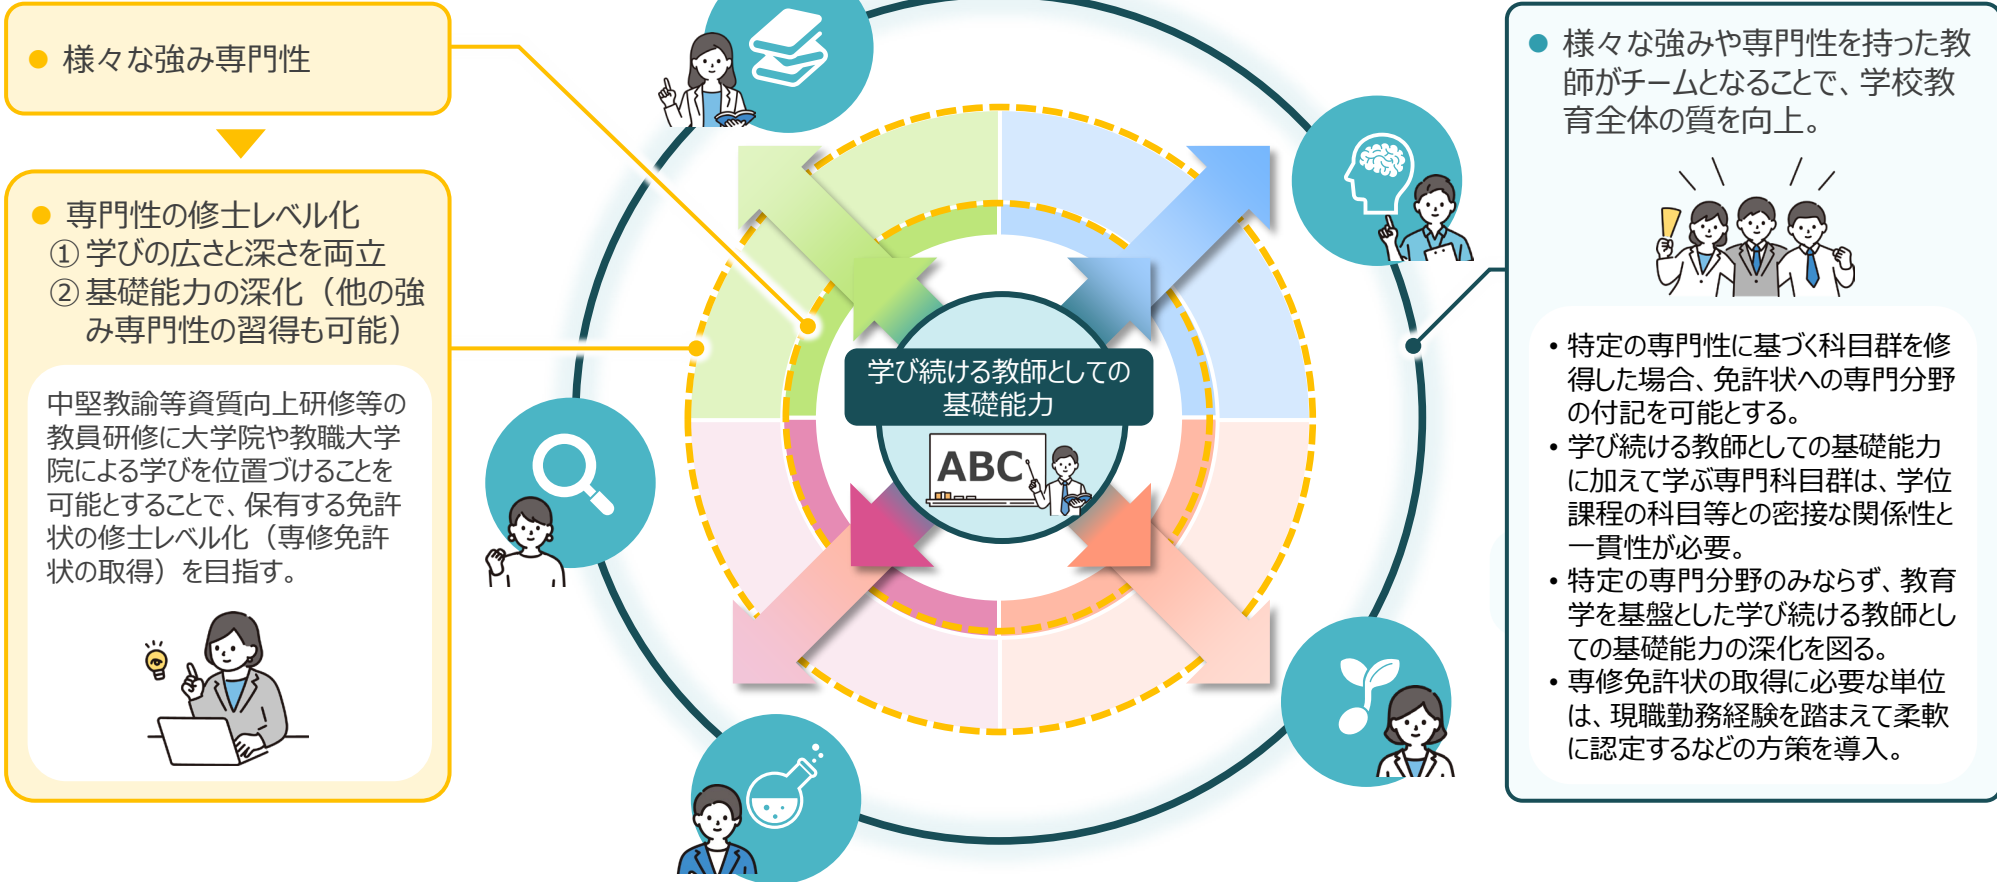 ● 様々な強み専門性
● 専門性の修士レベル化
① 学びの広さと深さを両立
② 基礎能力の深化（他の強
み専門性の習得も可能）
中堅教諭等資質向上研修等の
教員研修に大学院や教職大学
院による学びを位置づけることを
可能とすることで、保有する免許
状の修士レベル化（専修免許
状の取得）を目指す。
学び続ける教師としての
基礎能力
ABC
● 様々な強みや専門性を持った教
師がチームとなることで、学校教
育全体の質を向上。
• 特定の専門性に基づく科目群を修
得した場合、免許状への専門分野
の付記を可能とする。
• 学び続ける教師としての基礎能力
に加えて学ぶ専門科目群は、学位
課程の科目等との密接な関係性と
一貫性が必要。
• 特定の専門分野のみならず、教育
学を基盤とした学び続ける教師とし
ての基礎能力の深化を図る。
• 専修免許状の取得に必要な単位
は、現職勤務経験を踏まえて柔軟
に認定するなどの方策を導入。